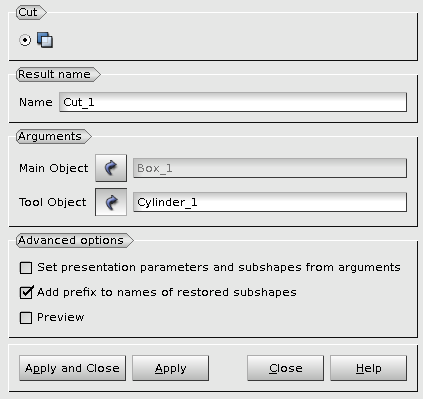 Cut
Result name
Name Cut_1
Arguments
Main Object Box_1
Tool Object Cylinder_1
Advanced options
Set presentation parameters and subshapes from arguments
Add prefix to names of restored subshapes
Preview
Apply and Close Apply Close Help